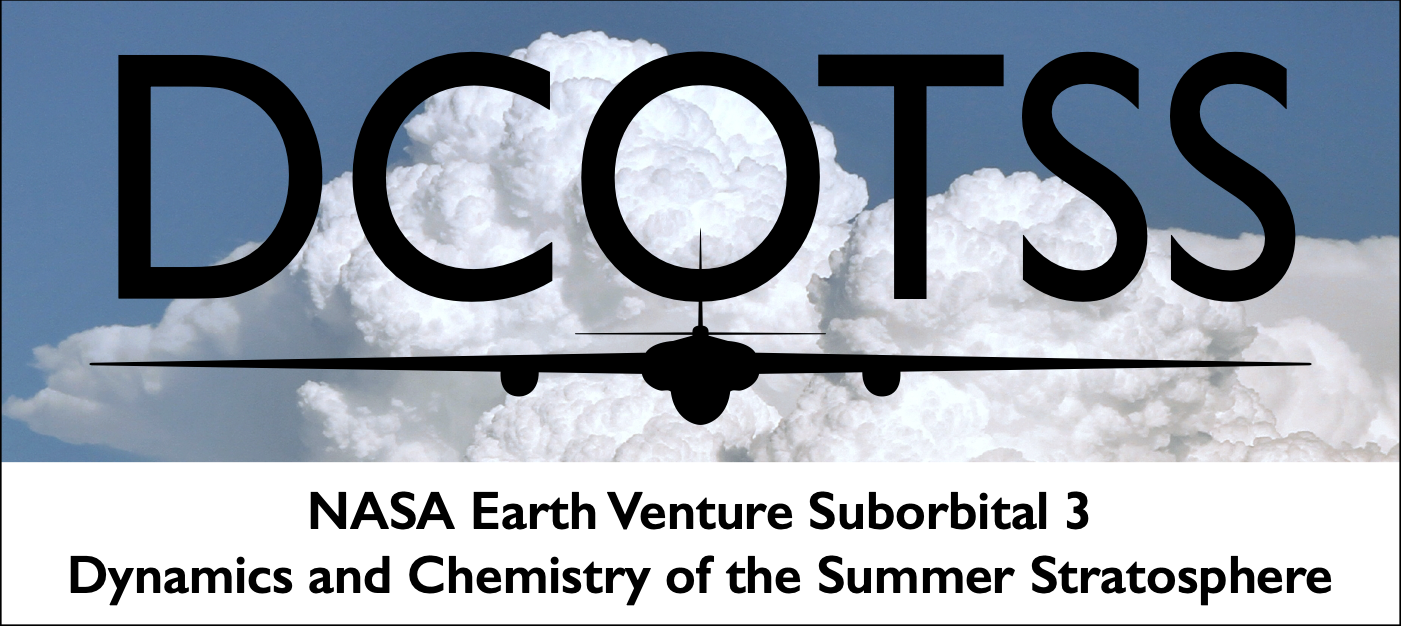 DCOTSS
NASA Earth Venture Suborbital 3
Dynamics and Chemistry of the Summer Stratosphere